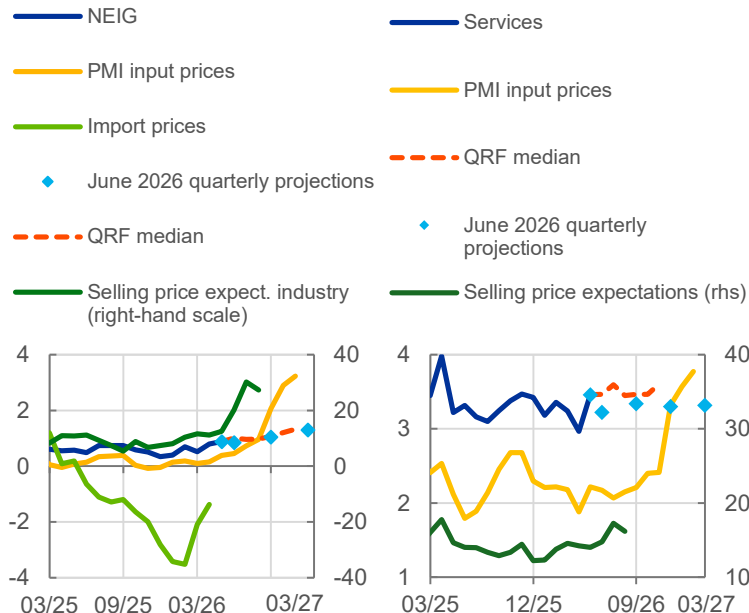 NEIG
PMI input prices
Import prices
June 2026 quarterly projections
QRF median
Selling price expect. industry
(right-hand scale)
4
2
0
-2
-4
40
20
0
-20
-40
03/25
09/25
03/26
03/27
Services
PMI input prices
QRF median
June 2026 quarterly
projections
Selling price expectations (rhs)
4
3
2
1
40
30
20
10
03/25
12/25
09/26
03/27